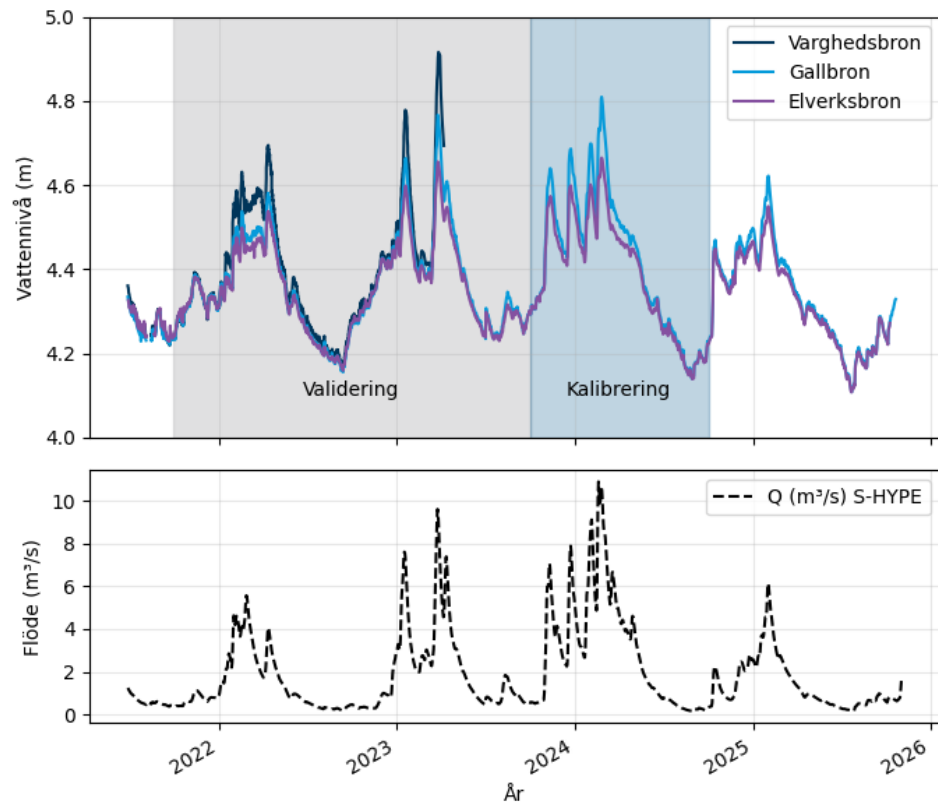 5.0
4.8
4.6
4.4
4.2
4.0
Vattennivå (m)
Varghedsbron
Gallbron
Elverksbron
Validering
Kalibrering
10
8
6
4
2
0
Flöde (m³/s)
Q (m³/s) S-HYPE
2022
2023
2024
2025
2026
År